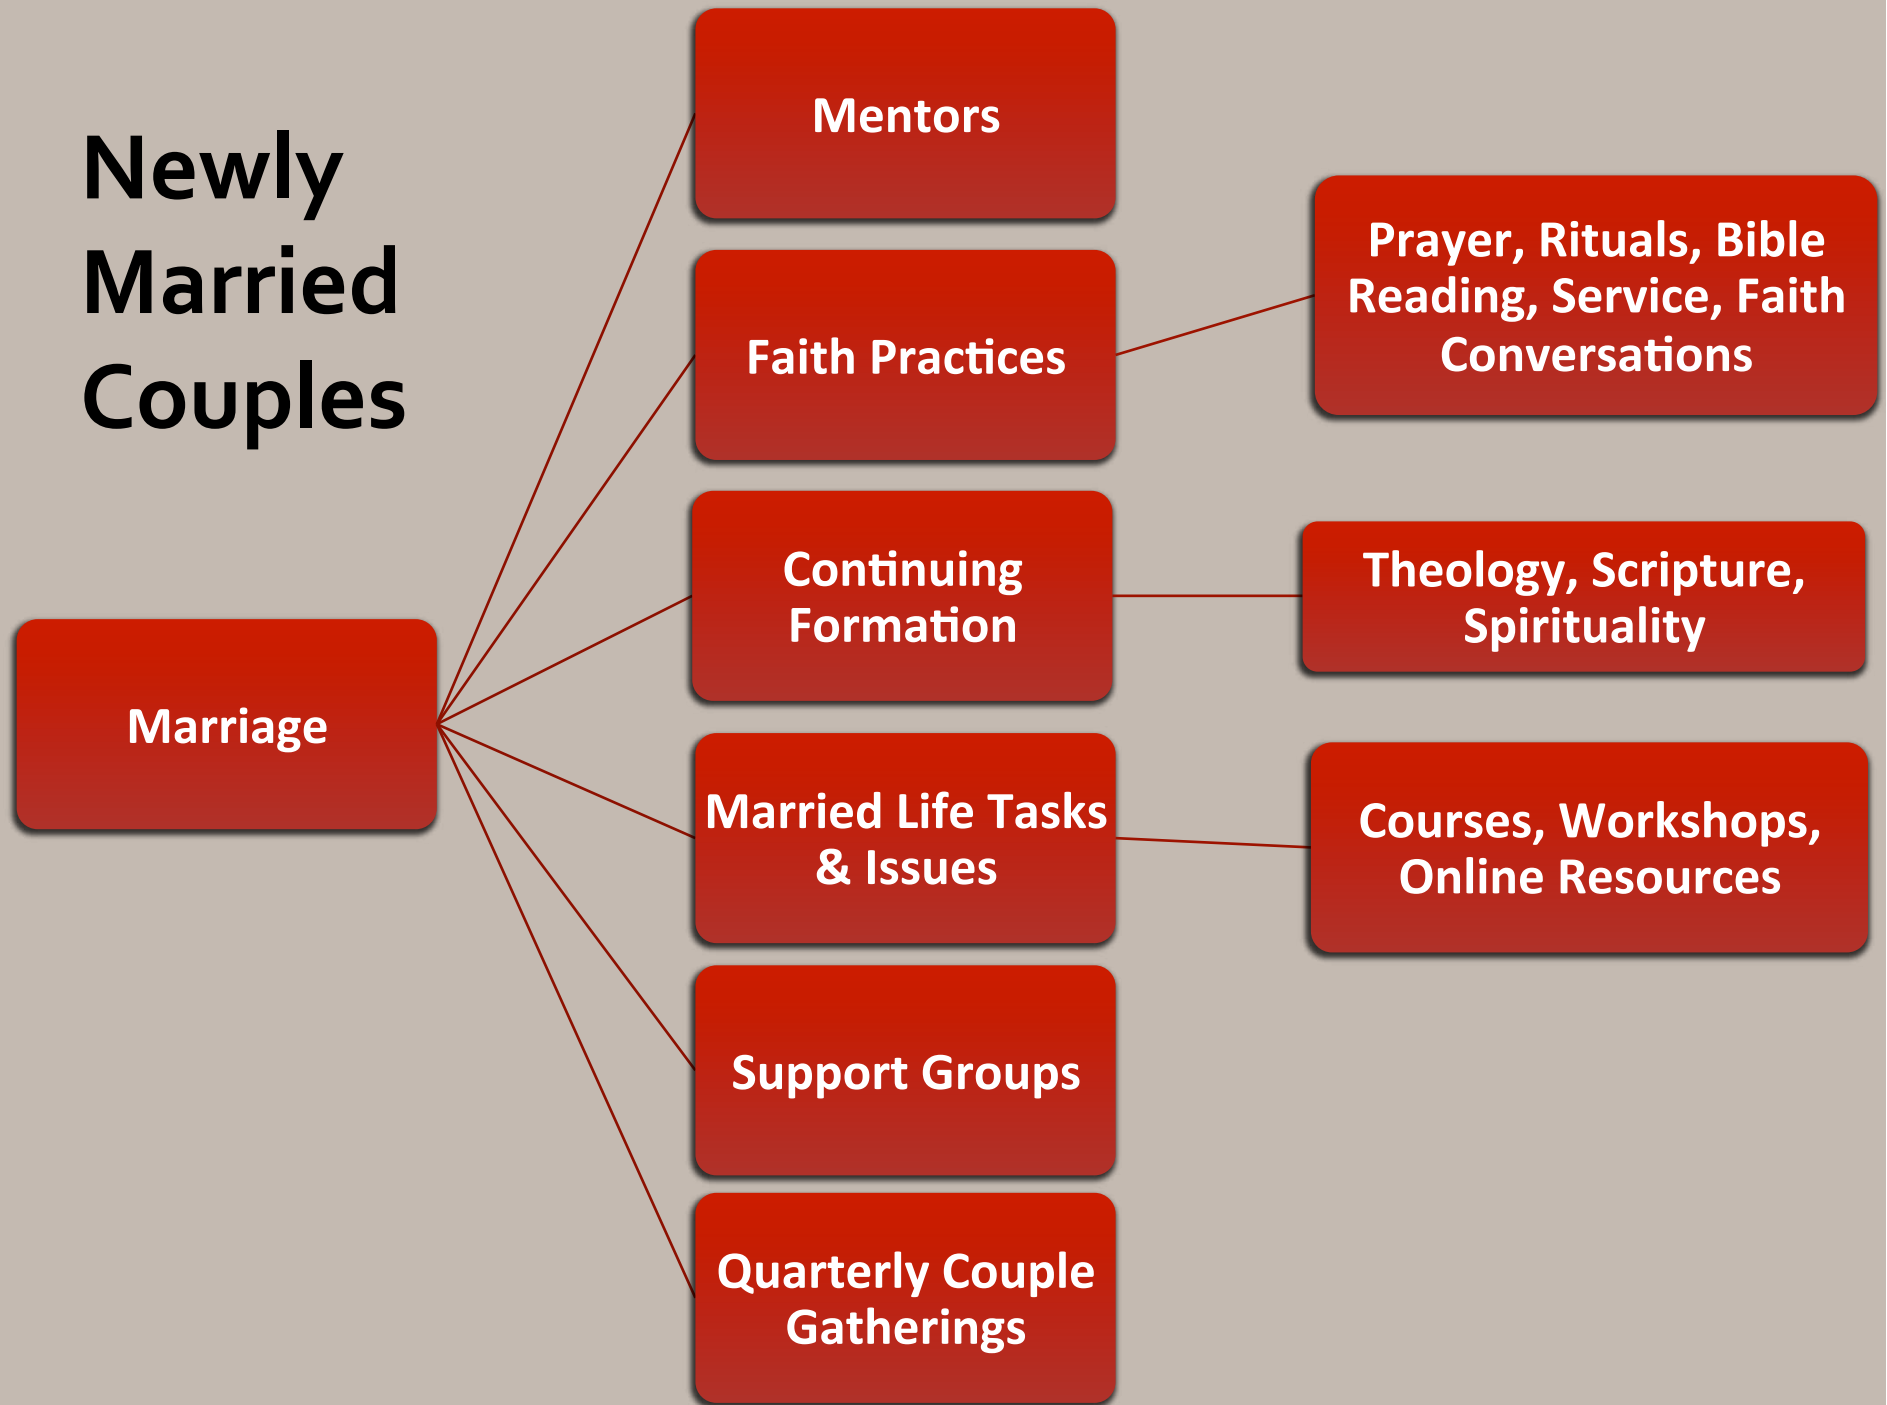 Newly
Married
Couples
Marriage
Mentors
Faith Practices
Prayer, Rituals, Bible
Reading, Service, Faith
Conversations
Continuing
Formation
Theology, Scripture,
Spirituality
Married Life Tasks
& Issues
Courses, Workshops,
Online Resources
Support Groups
Quarterly Couple
Gatherings